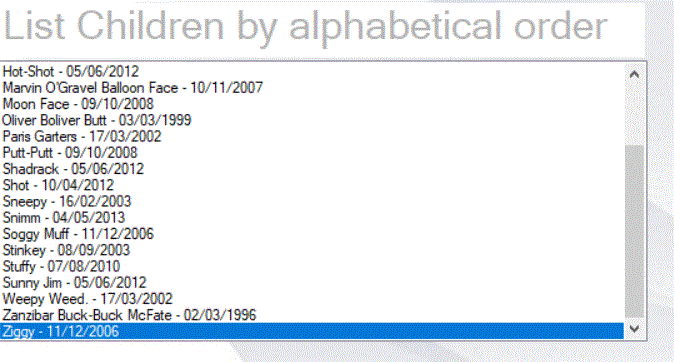 List Children by alphabetical order
Hot-Shot - 05/06/2012
Marvin O'Gravel Balloon Face - 10/11/2007
Moon Face - 09/10/2008
Oliver Boliver Butt - 03/03/1999
Paris Garters - 17/03/2002
Putt-Putt - 09/10/2008
Shadrack - 05/06/2012
Shot - 10/04/2012
Sneepy - 16/02/2003
Snimm - 04/05/2013
Soggy Muff - 11/12/2006
Stinkey - 08/09/2003
Stuffy - 07/08/2010
Sunny Jim - 05/06/2012
Weepy Weed. - 17/03/2002
Zanzibar Buck-Buck McFate - 02/03/1996
Ziggy - 11/12/2006